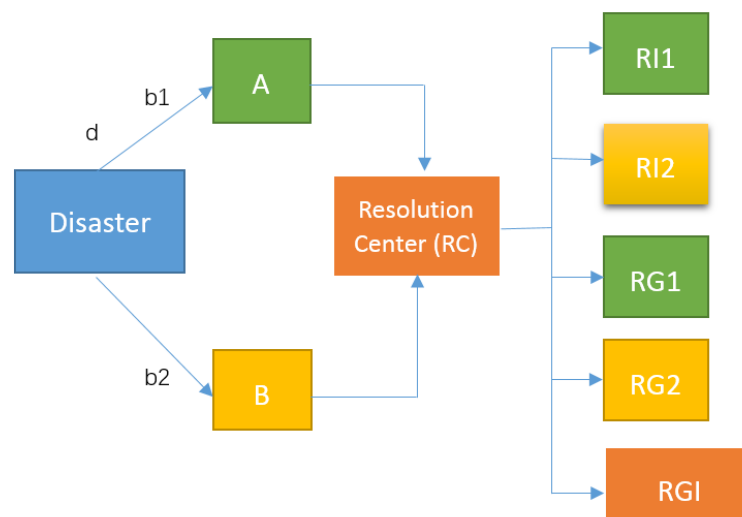 RI1
A
b1
d
RI2
Disaster
Resolution
Center (RC)
RG1
RG2
b2
B
RGI